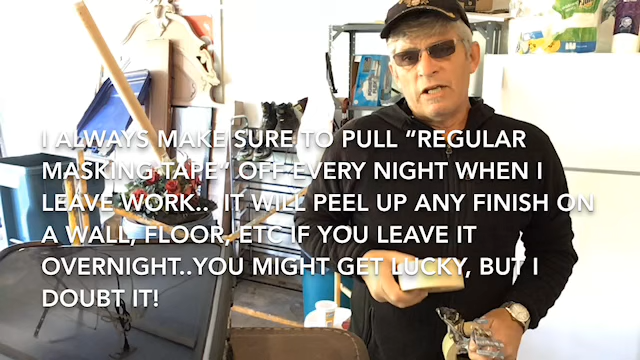 I ALWAYS MAKE SURE TO PULL “REGULAR
MASKING TAPE” OFF EVERY NIGHT WHEN I
LEAVE WORK.. IT WILL PEEL UP ANY FINISH ON
A WALL, FLOOR, ETC IF YOU LEAVE IT
OVERNIGHT..YOU MIGHT GET LUCKY, BUT I
DOUBT IT!